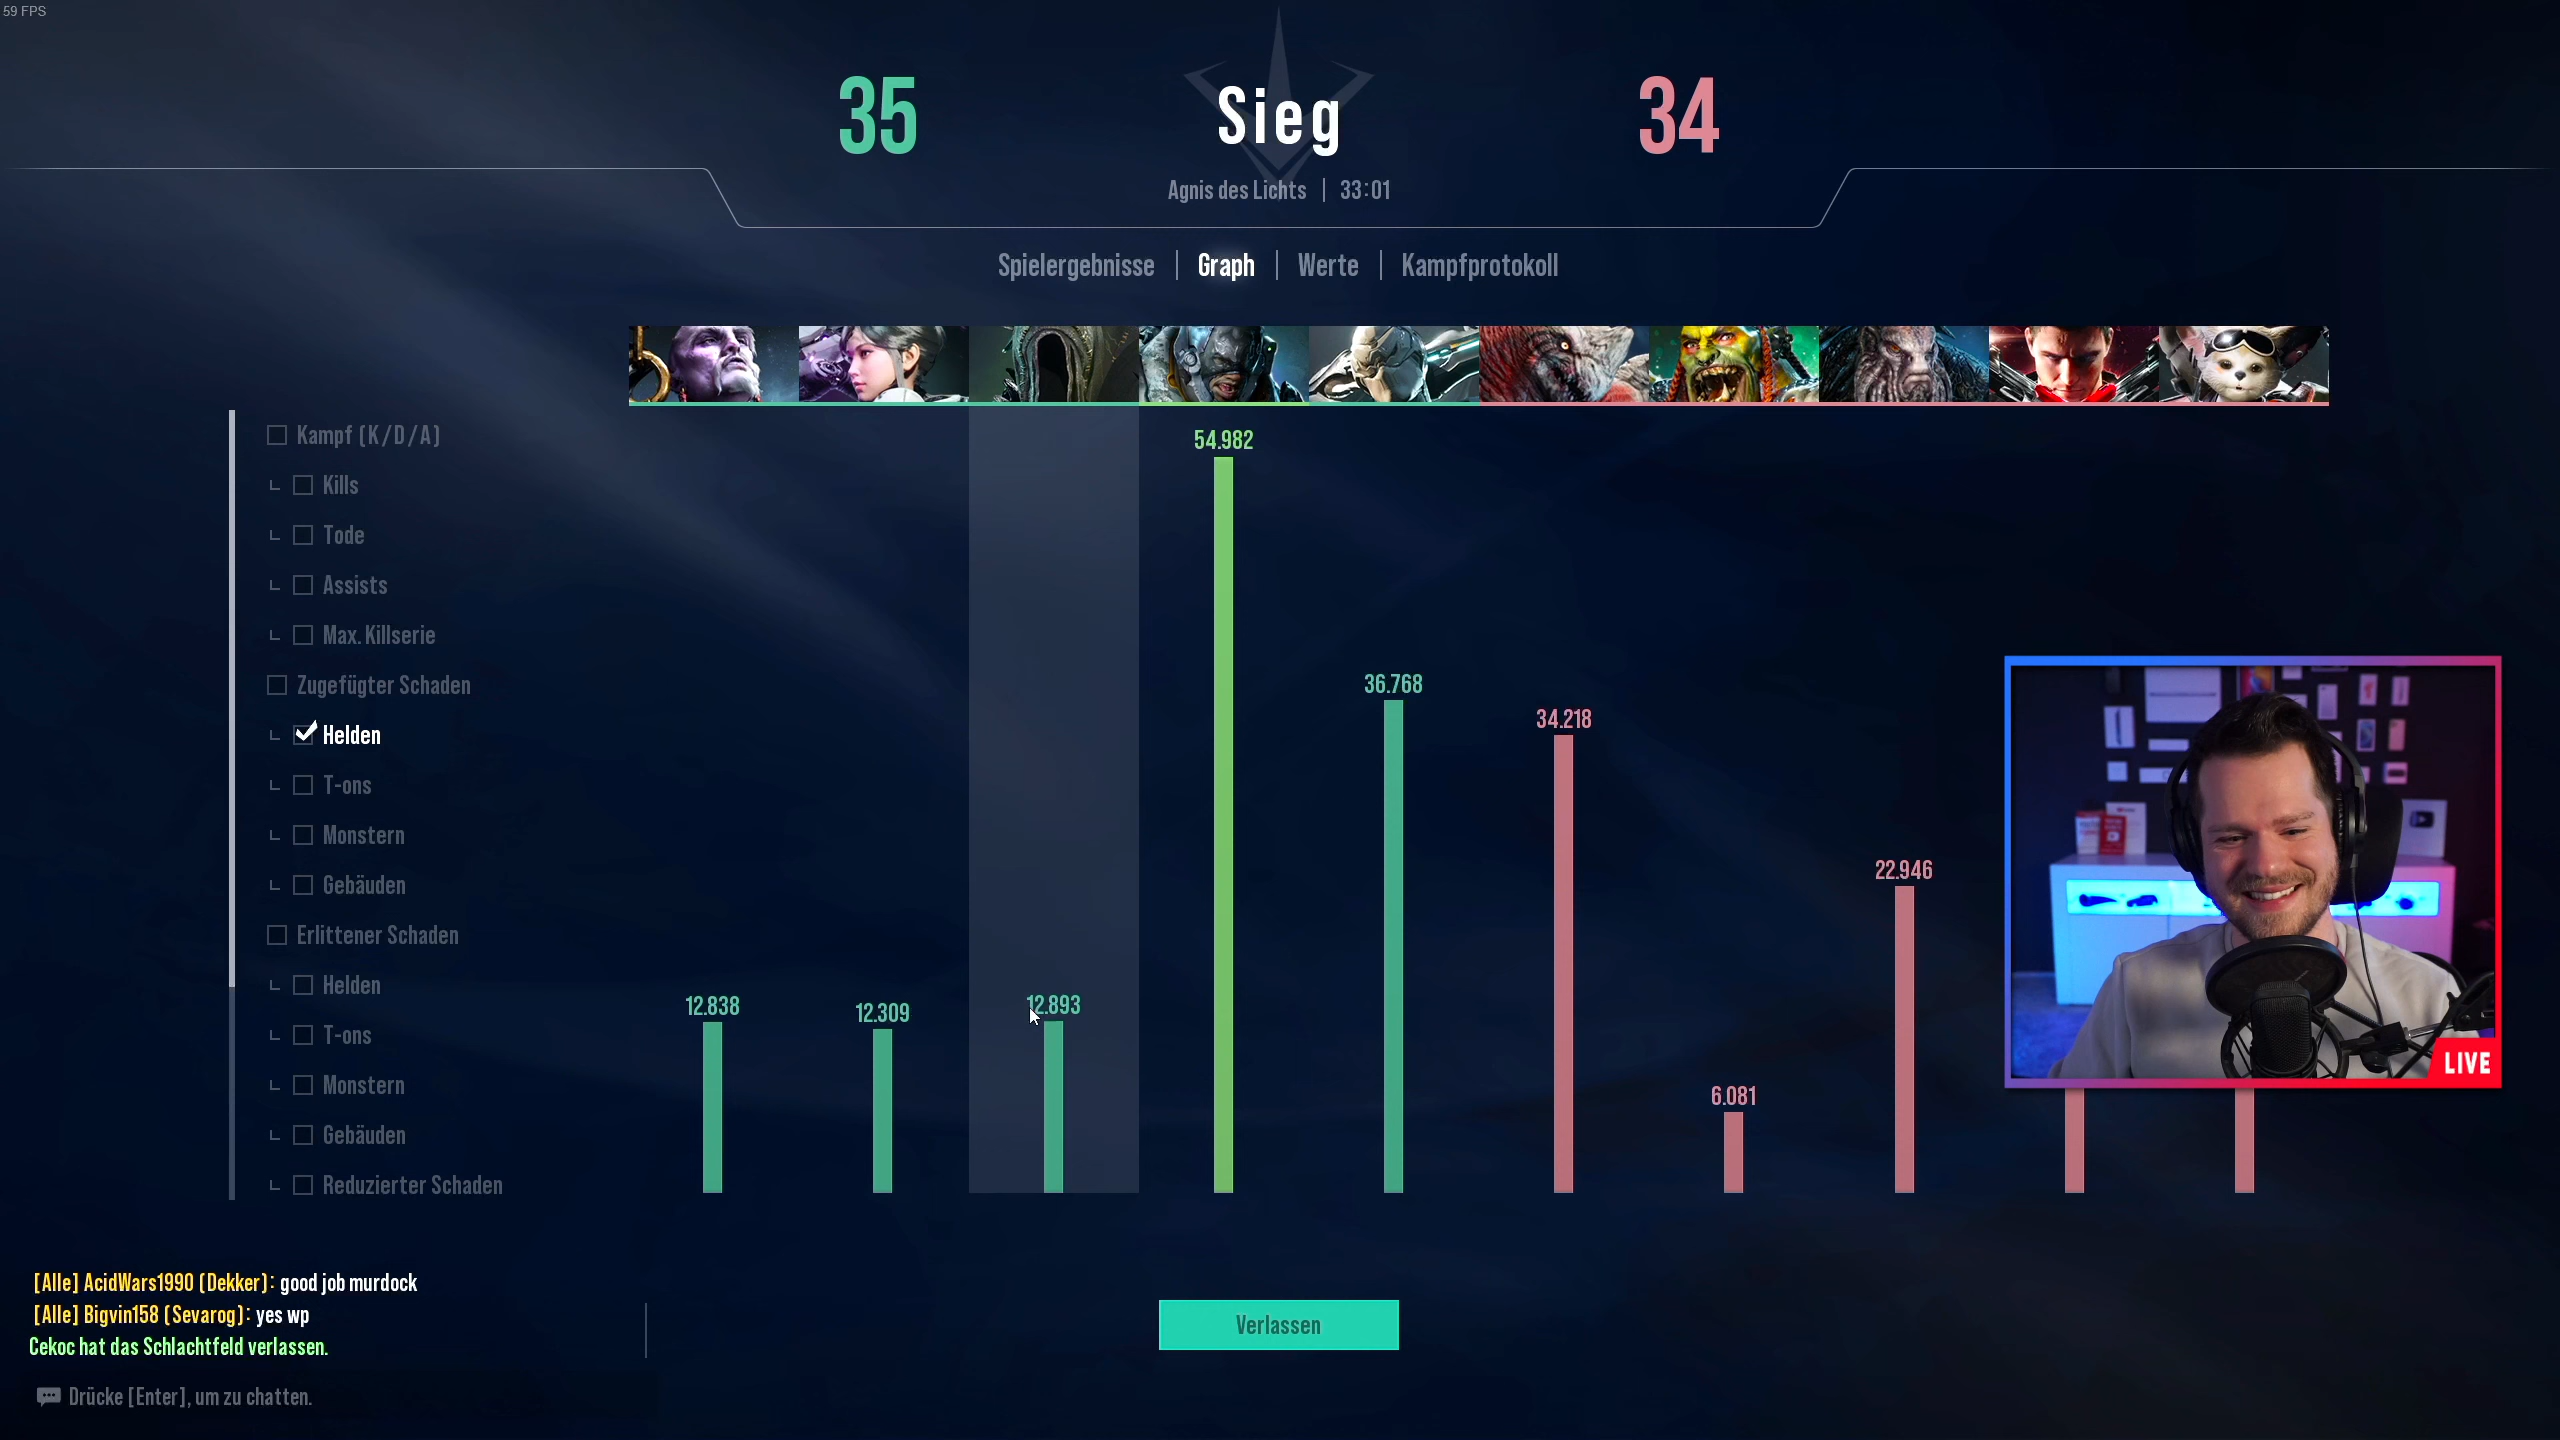 59 FPS
35
Sieg
34
Agnis des Lichts | 33:01
Spielergebnisse | Graph | Werte | Kampfprotokoll
Kampf (K/D/A)
Kills
Tode
Assists
Max. Killserie
Zugefügter Schaden
Helden
T-ons
Monstern
Gebäuden
Erlittener Schaden
Helden
T-ons
Monstern
Gebäuden
Reduzierter Schaden
12.838
12.309
12.893
54.982
36.768
34.218
6.081
22.946
LIVE
[Alle] AcidWars1990 (Dekker): good job murdock
[Alle] Bigvin158 (Sevarog): yes wp
Cekoc hat das Schlachtfeld verlassen.
Drücke [Enter], um zu chatten.
Verlassen